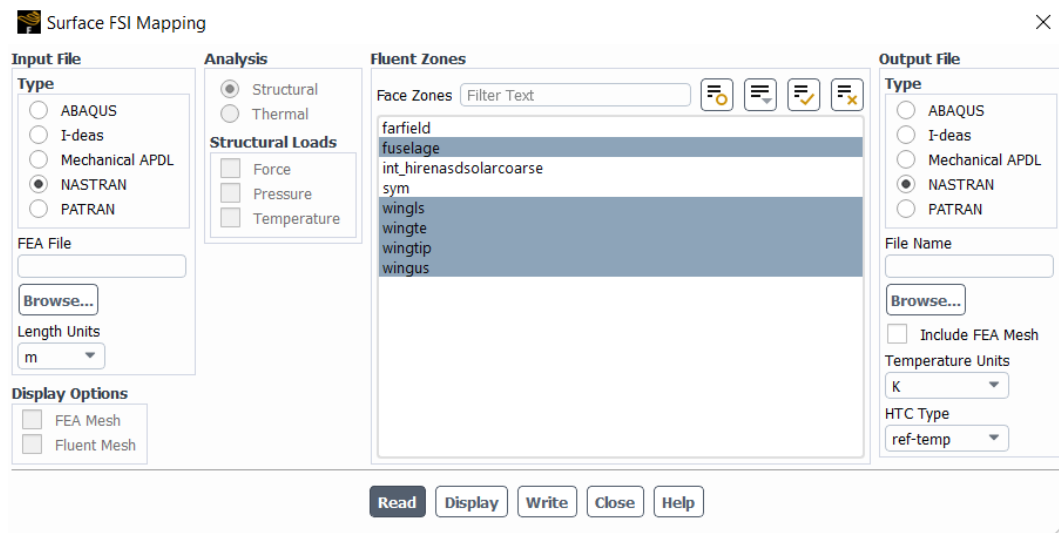 Surface FSI Mapping
Input File
Type
ABAQUS
I-deas
Mechanical APDL
NASTRAN
PATRAN
FEA File
Browse...
Length Units
m
Display Options
FEA Mesh
Fluent Mesh
Analysis
Structural
Thermal
Structural Loads
Force
Pressure
Temperature
Fluent Zones
Face Zones Filter Text
farfield
fuselage
int_hirenasdsolarcoarse
sym
wingls
wingte
wingtip
wingus
Output File
Type
ABAQUS
I-deas
Mechanical APDL
NASTRAN
PATRAN
File Name
Browse...
Include FEA Mesh
Temperature Units
K
HTC Type
ref-temp
Read Display Write Close Help